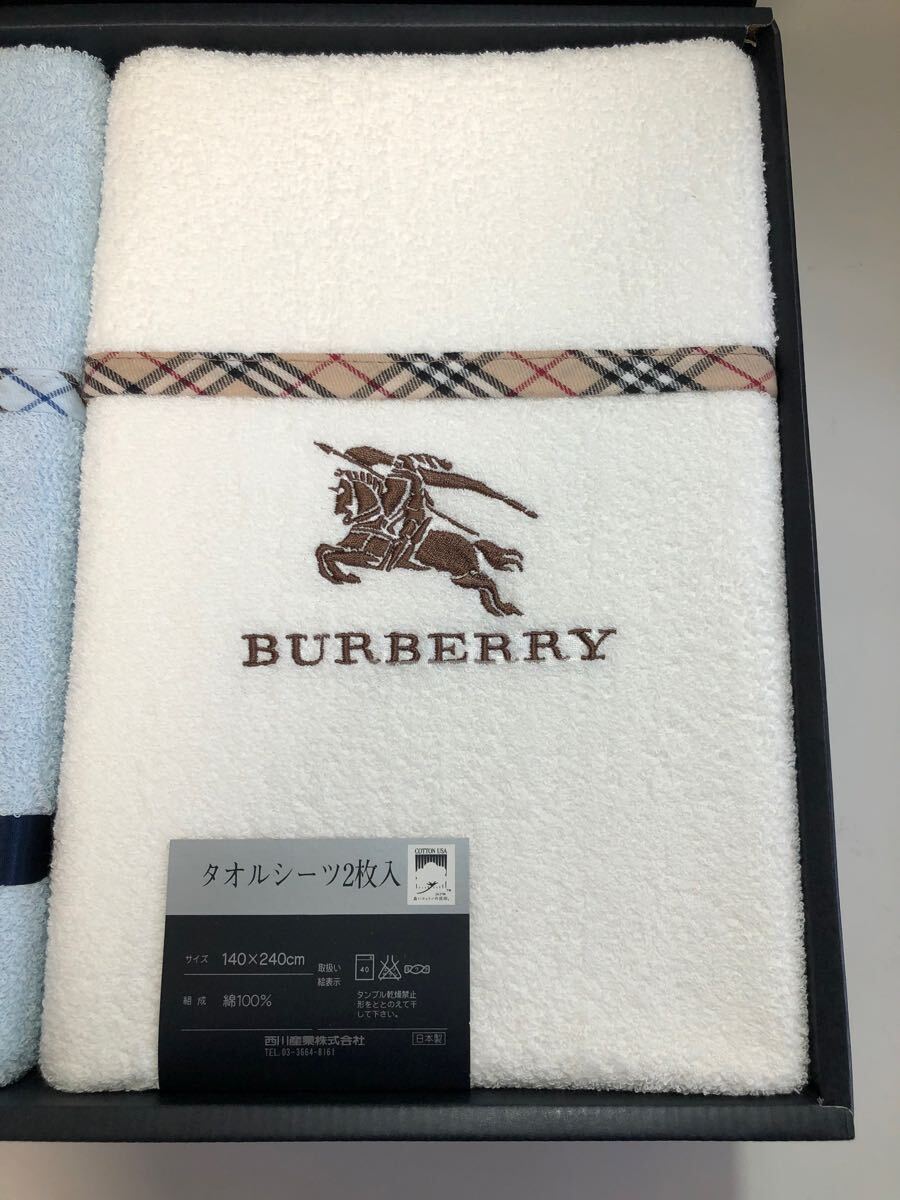 BURBERRY
タオルシーツ2枚入
COTTON USA
サイズ 140×240cm
組成 綿100%
取扱い
絵表示
40
タンブル乾燥禁止
形をととのえて干
して下さい。
西川産業株式会社
TEL.03-3664-8161
日本製